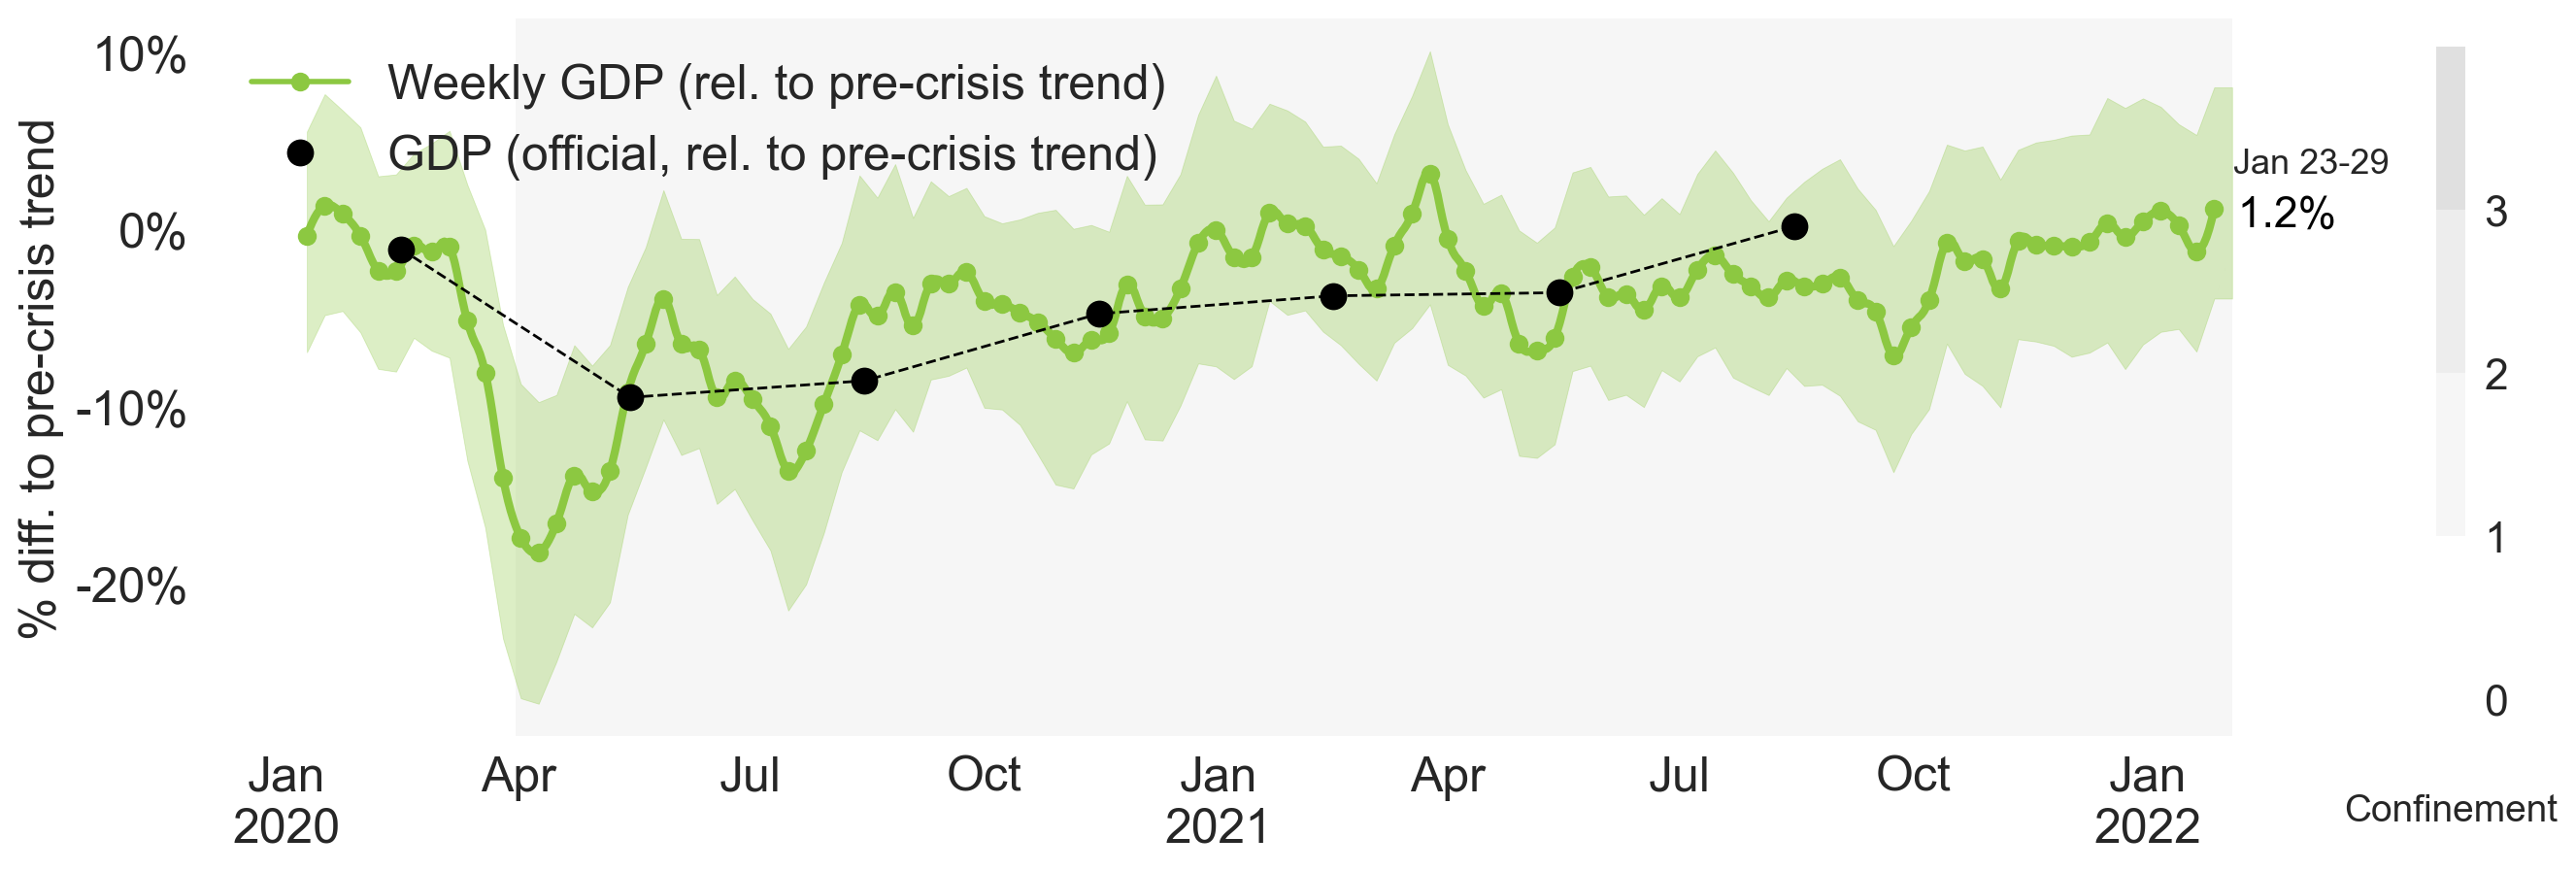 % diff. to pre-crisis trend
10%
0%
-10%
-20%
Weekly GDP (rel. to pre-crisis trend)
GDP (official, rel. to pre-crisis trend)
Jan 23-29
1.2%
3
2
1
0
Confinement
Jan Apr Jul Oct Jan Apr Jul Oct Jan
2020 2021 2022